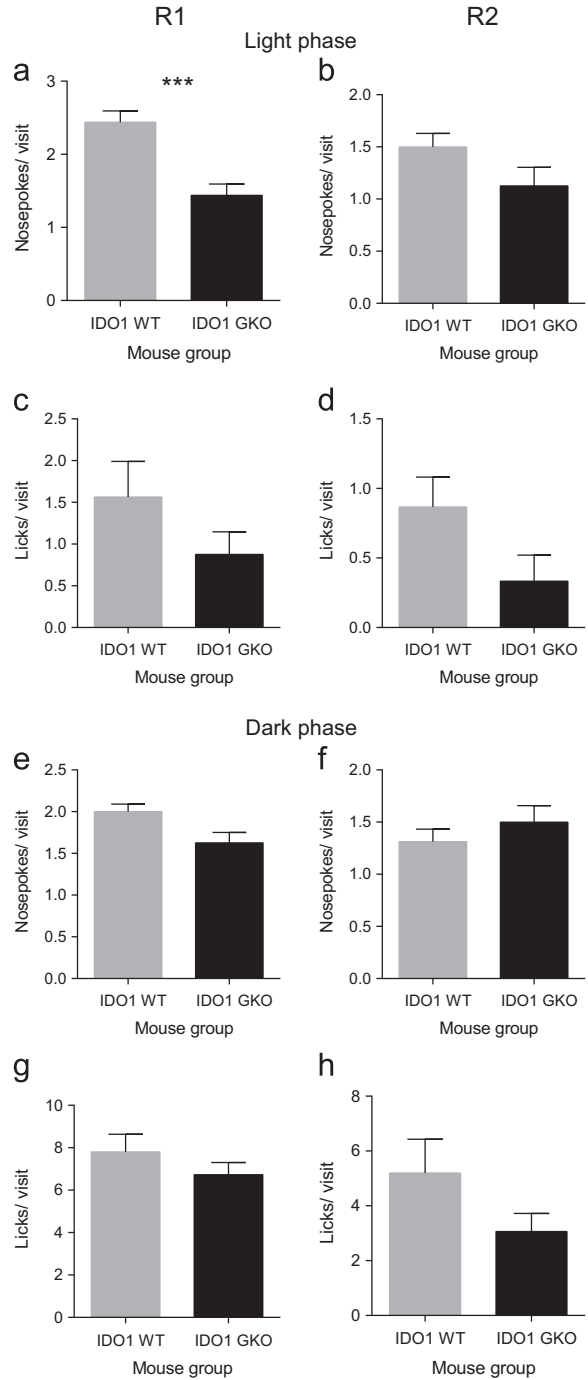 R1 R2
Light phase
a
***
3
2
1
0
Nosepokes/ visit
IDO1 WT IDO1 GKO
Mouse group
b
2.0
1.5
1.0
0.5
0.0
Nosepokes/ visit
IDO1 WT IDO1 GKO
Mouse group
c
2.5
2.0
1.5
1.0
0.5
0.0
Licks/ visit
IDO1 WT IDO1 GKO
Mouse group
d
1.5
1.0
0.5
0.0
Licks/ visit
IDO1 WT IDO1 GKO
Mouse group
Dark phase
e
2.5
2.0
1.5
1.0
0.5
0.0
Nosepokes/ visit
IDO1 WT IDO1 GKO
Mouse group
f
2.0
1.5
1.0
0.5
0.0
Nosepokes/ visit
IDO1 WT IDO1 GKO
Mouse group
g
10
8
6
4
2
0
Licks/ visit
IDO1 WT IDO1 GKO
Mouse group
h
8
6
4
2
0
Licks/ visit
IDO1 WT IDO1 GKO
Mouse group